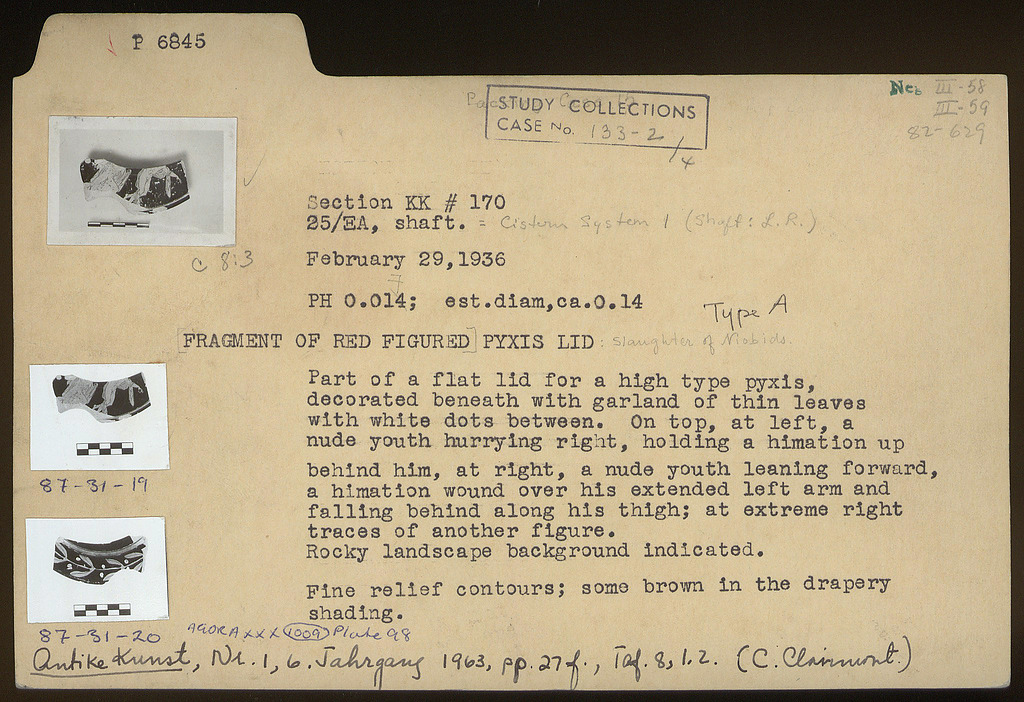 P 6845
Neg III-58
III-59
82-629
STUDY COLLECTIONS
CASE No. 133-2/4
Section KK # 170
25/EA, shaft. = Cistern System 1 (Shaft: L.R.)
C 8:3
February 29,1936
7
PH 0.014; est.diam,ca.0.14
Type A
[FRAGMENT OF RED FIGURED] PYXIS LID: Slaughter of Niobids.
Part of a flat lid for a high type pyxis,
decorated beneath with garland of thin leaves
with white dots between. On top, at left, a
nude youth hurrying right, holding a himation up
behind him, at right, a nude youth leaning forward,
a himation wound over his extended left arm and
falling behind along his thigh; at extreme right
traces of another figure.
Rocky landscape background indicated.
Fine relief contours; some brown in the drapery
shading.
87-31-19
87-31-20
AGORA XXX 1009 Plate 98
Antike Kunst, Nr. 1, 6. Jahrgang 1963, pp. 27f., Taf. 8, 1.2. (C. Clairmont.)